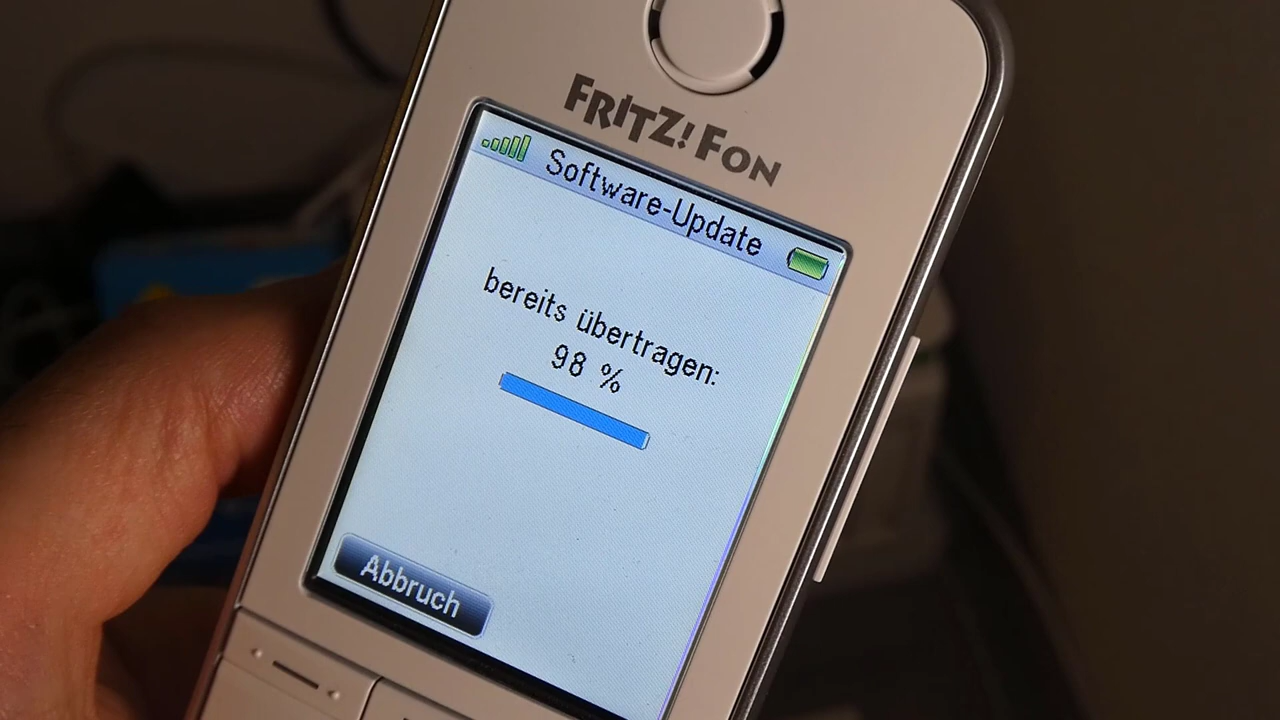 FRITZ! FON
Software-Update
bereits übertragen:
98 %
Abbruch